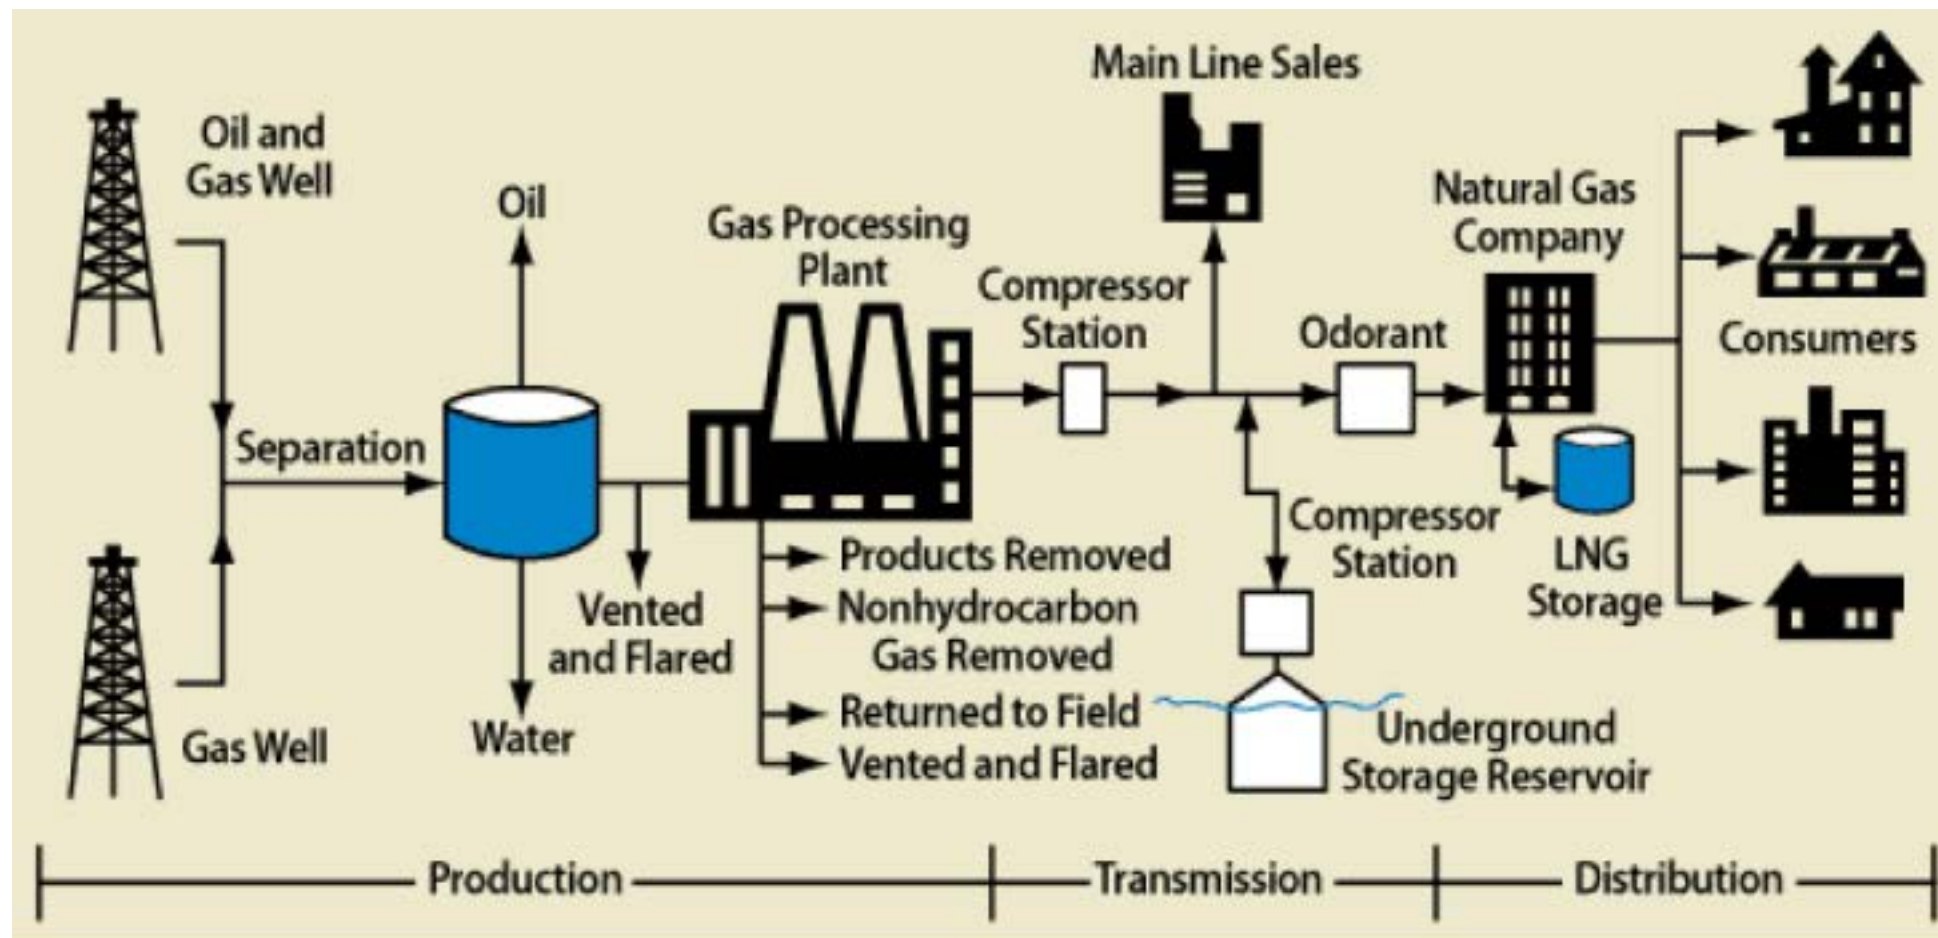 Main Line Sales
Oil and
Gas Well
Oil
Gas Processing
Plant
Compressor
Station
Odorant
Natural Gas
Company
Consumers
Separation
Vented
and Flared
Water
Gas Well
Products Removed
Nonhydrocarbon
Gas Removed
Returned to Field
Vented and Flared
Compressor
Station
LNG
Storage
Underground
Storage Reservoir
Production
Transmission
Distribution